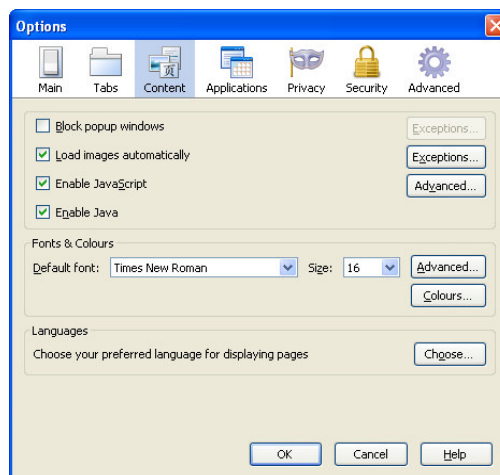 Options
Main Tabs Content Applications Privacy Security Advanced
Block popup windows Exceptions...
Load images automatically Exceptions...
Enable JavaScript Advanced...
Enable Java
Fonts & Colours
Default font: Times New Roman Size: 16 Advanced...
Colours...
Languages
Choose your preferred language for displaying pages Choose...
OK Cancel Help